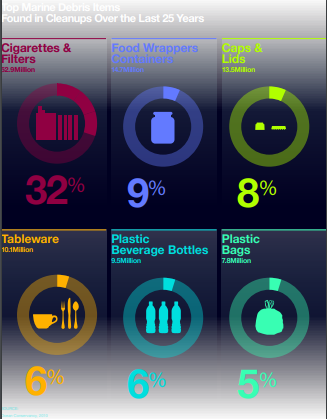 Top Marine Debris Items
Found in Cleanups Over the Last 25 Years
Cigarettes &
Filters
52.9Million
32%
Food Wrappers
Containers
9%
Caps &
Lids
13.5Million
8%
Tableware
10.1Million
6%
Plastic
Beverage Bottles
9.5Million
6%
Plastic
Bags
7.8Million
5%